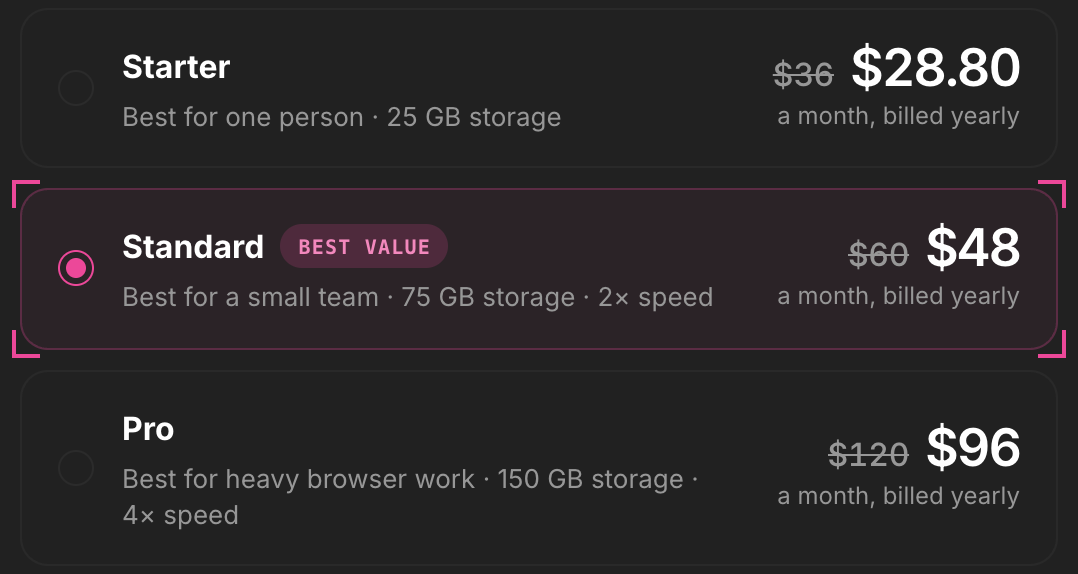 Starter
$36 $28.80
Best for one person · 25 GB storage
a month, billed yearly
Standard BEST VALUE
$60 $48
Best for a small team · 75 GB storage · 2× speed
a month, billed yearly
Pro
$120 $96
Best for heavy browser work · 150 GB storage ·
4× speed
a month, billed yearly